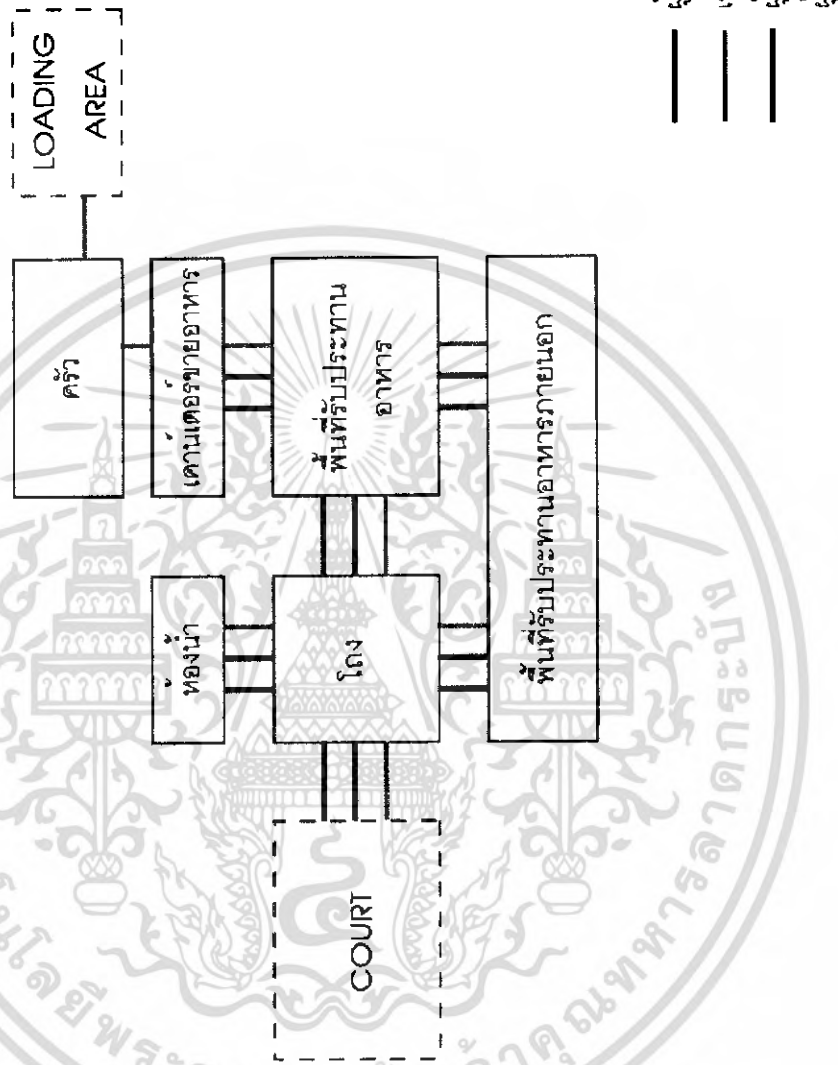 LOADING
AREA
ครัว
เคาน์เตอร์ขายอาหาร
พื้นที่รับประทาน
อาหาร
พื้นที่รับประทานอาหารภายนอก
ห้องน้ำ
โถง
COURT